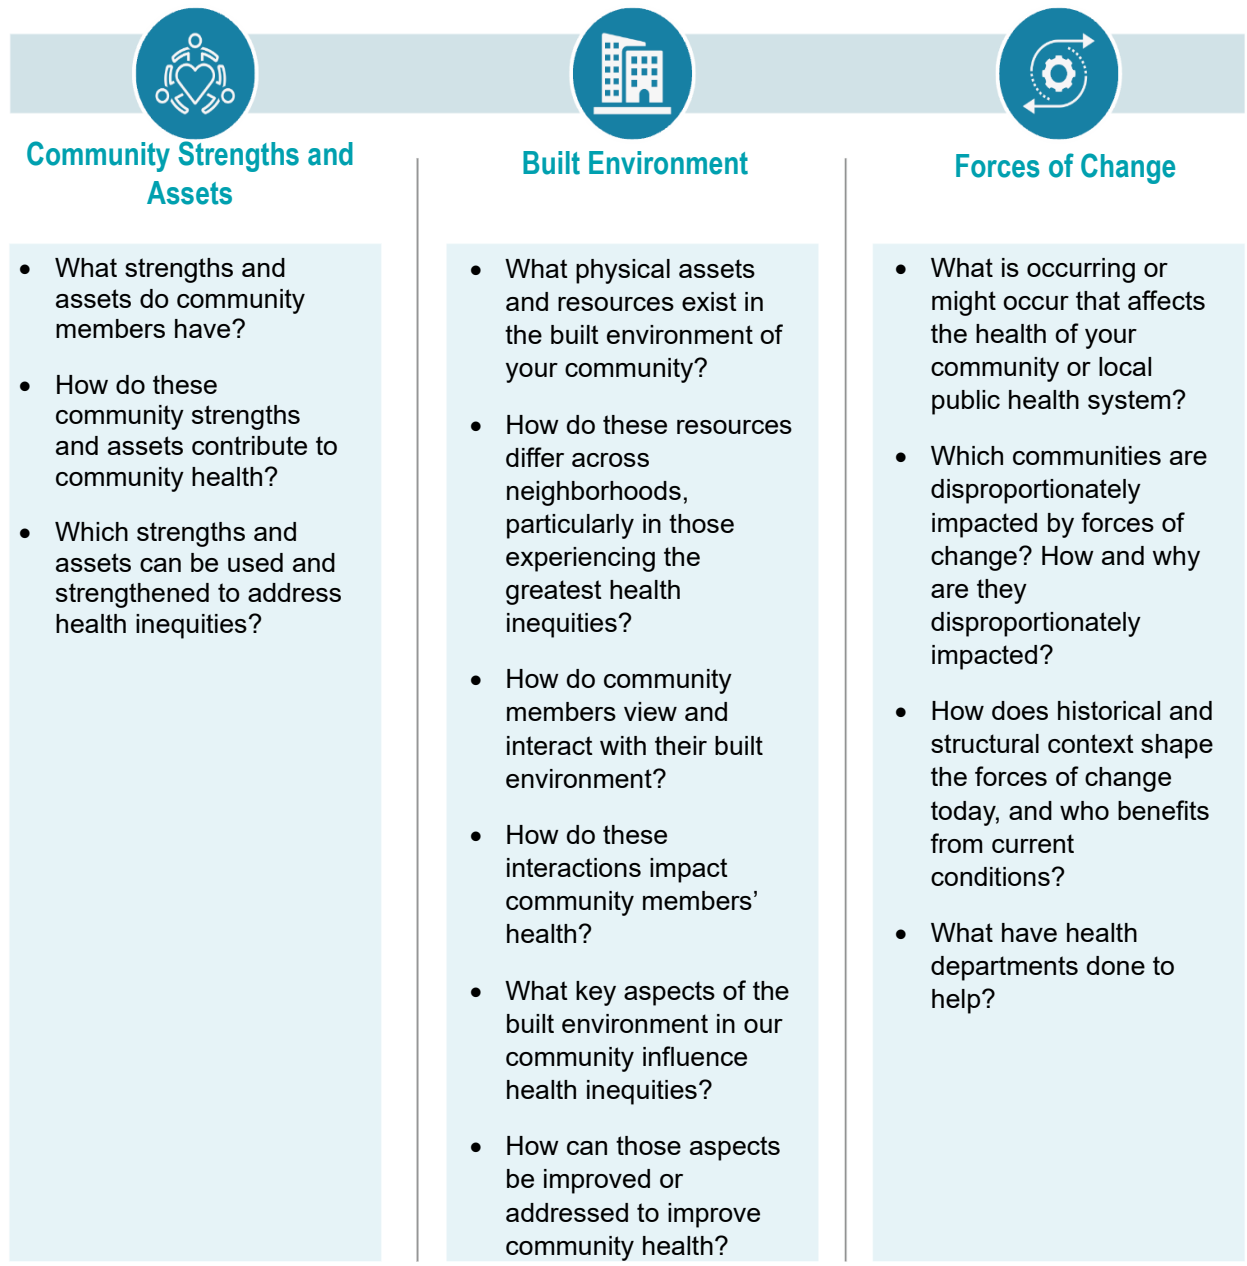 Community Strengths and
Assets
• What strengths and
assets do community
members have?
• How do these
community strengths
and assets contribute to
community health?
• Which strengths and
assets can be used and
strengthened to address
health inequities?
Built Environment
• What physical assets
and resources exist in
the built environment of
your community?
• How do these resources
differ across
neighborhoods,
particularly in those
experiencing the
greatest health
inequities?
• How do community
members view and
interact with their built
environment?
• How do these
interactions impact
community members’
health?
• What key aspects of the
built environment in our
community influence
health inequities?
• How can those aspects
be improved or
addressed to improve
community health?
Forces of Change
• What is occurring or
might occur that affects
the health of your
community or local
public health system?
• Which communities are
disproportionately
impacted by forces of
change? How and why
are they
disproportionately
impacted?
• How does historical and
structural context shape
the forces of change
today, and who benefits
from current
conditions?
• What have health
departments done to
help?